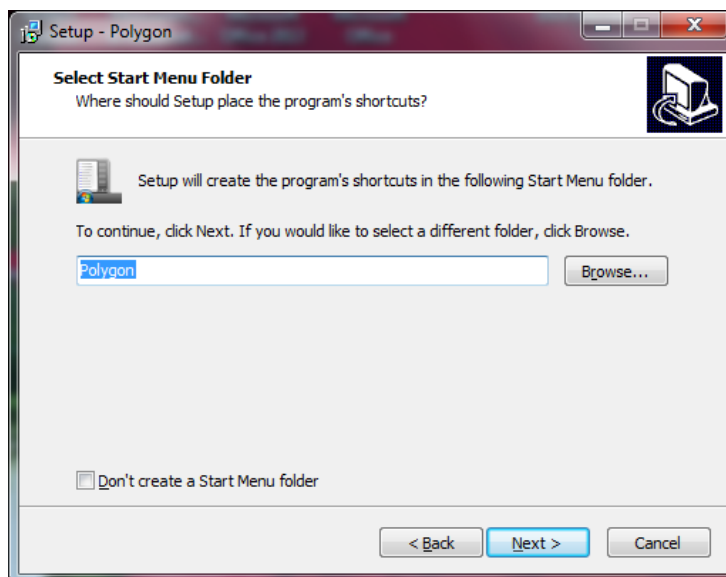 Setup - Polygon
Select Start Menu Folder
Where should Setup place the program's shortcuts?
Setup will create the program's shortcuts in the following Start Menu folder.
To continue, click Next. If you would like to select a different folder, click Browse.
Polygon
Browse...
Don't create a Start Menu folder
< Back
Next >
Cancel